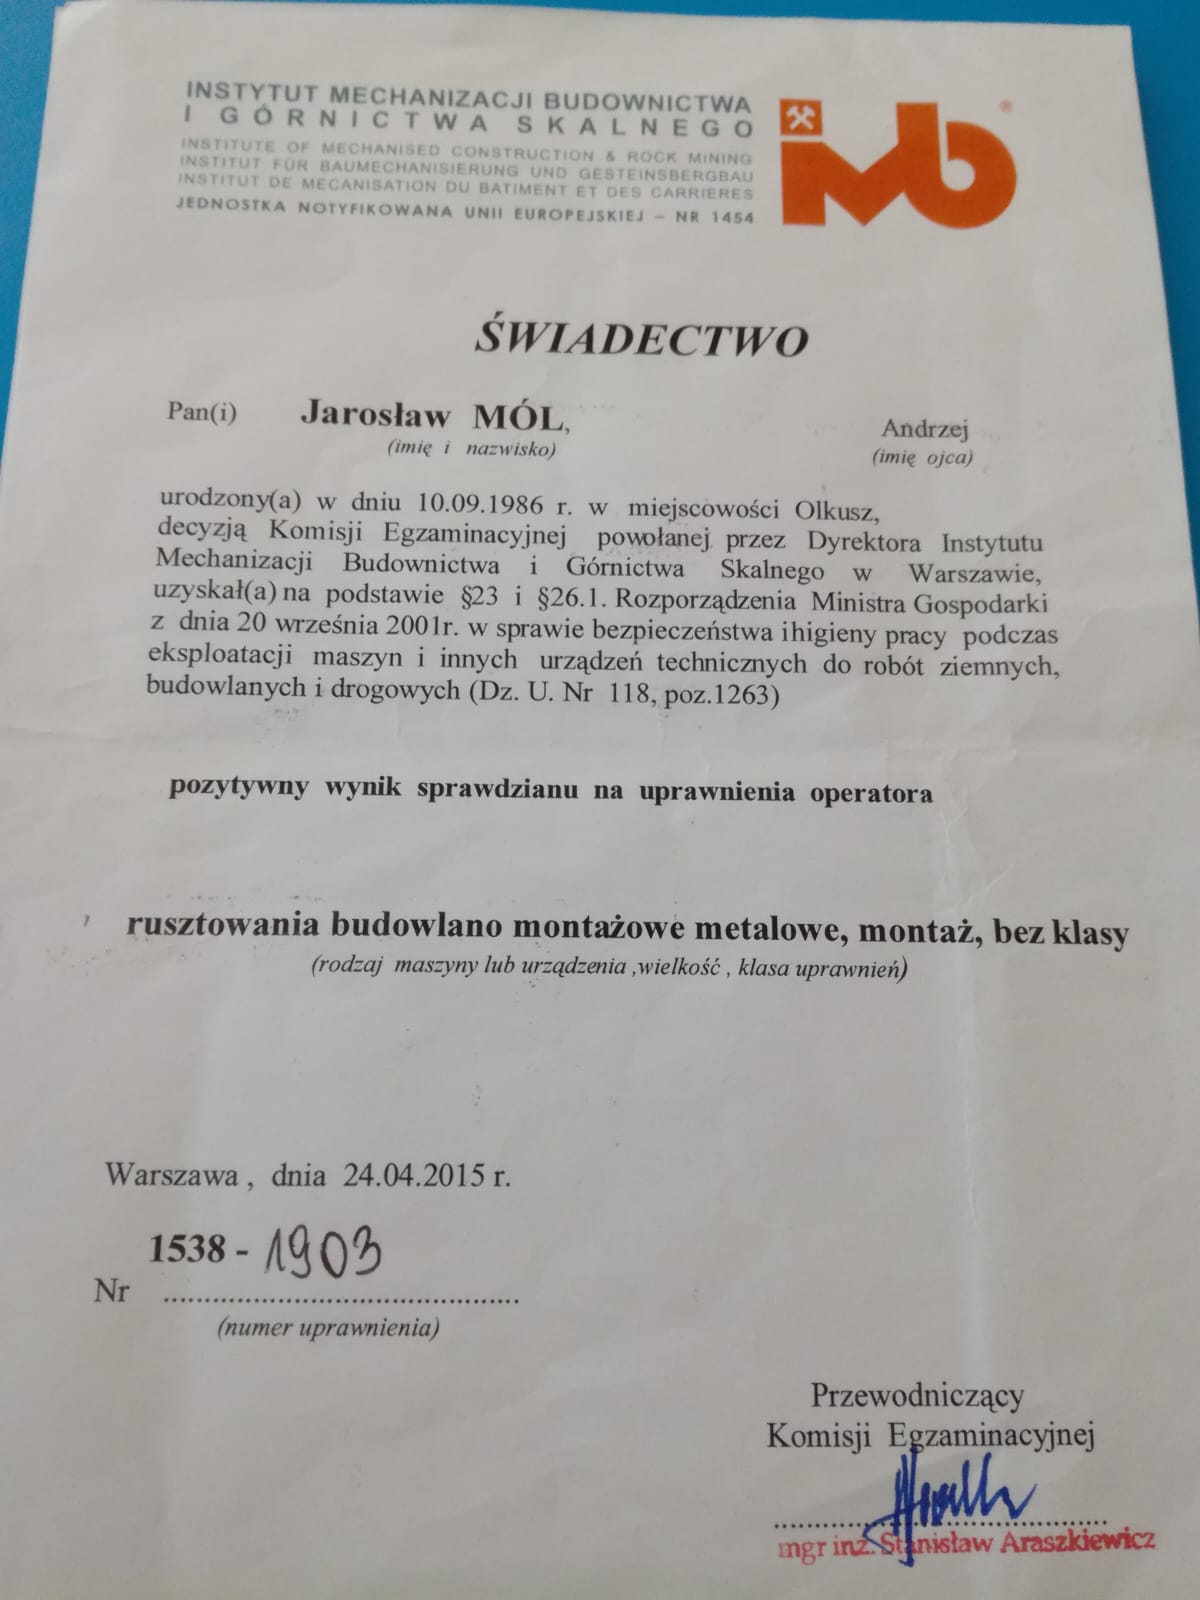 INSTYTUT MECHANIZACJI BUDOWNICTWA
I GÓRNICTWA SKALNEGO
INSTITUTE OF MECHANISED CONSTRUCTION & ROCK MINING
INSTITUT FÜR BAUMECHANISIERUNG UND GESTEINSBERGBAU
INSTITUT DE MECANISATION DU BATIMENT ET DES CARRIERES
JEDNOSTKA NOTYFIKOWANA UNII EUROPEJSKIEJ – NR 1454
Mb ®
ŚWIADECTWO
Pan(i) Jarosław MÓL, Andrzej
(imię i nazwisko) (imię ojca)
urodzony(a) w dniu 10.09.1986 r. w miejscowości Olkusz,
decyzją Komisji Egzaminacyjnej powołanej przez Dyrektora Instytutu
Mechanizacji Budownictwa i Górnictwa Skalnego w Warszawie,
uzyskał(a) na podstawie §23 i §26.1. Rozporządzenia Ministra Gospodarki
z dnia 20 września 2001r. w sprawie bezpieczeństwa ihigieny pracy podczas
eksploatacji maszyn i innych urządzeń technicznych do robót ziemnych,
budowlanych i drogowych (Dz. U. Nr 118, poz.1263)
pozytywny wynik sprawdzianu na uprawnienia operatora
rusztowania budowlano montażowe metalowe, montaż, bez klasy
(rodzaj maszyny lub urządzenia ,wielkość , klasa uprawnień)
Warszawa , dnia 24.04.2015 r.
1538 - 1903
Nr ............................................
(numer uprawnienia)
Przewodniczący
Komisji Egzaminacyjnej
mgr inż. Stanisław Araszkiewicz